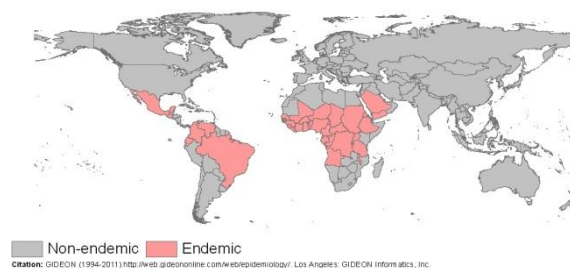 Non-endemic Endemic
Citation: GIDEON (1994-2011) http://web.gideononline.com/web/epidemiology/. Los Angeles: GIDEON Informatics, Inc.